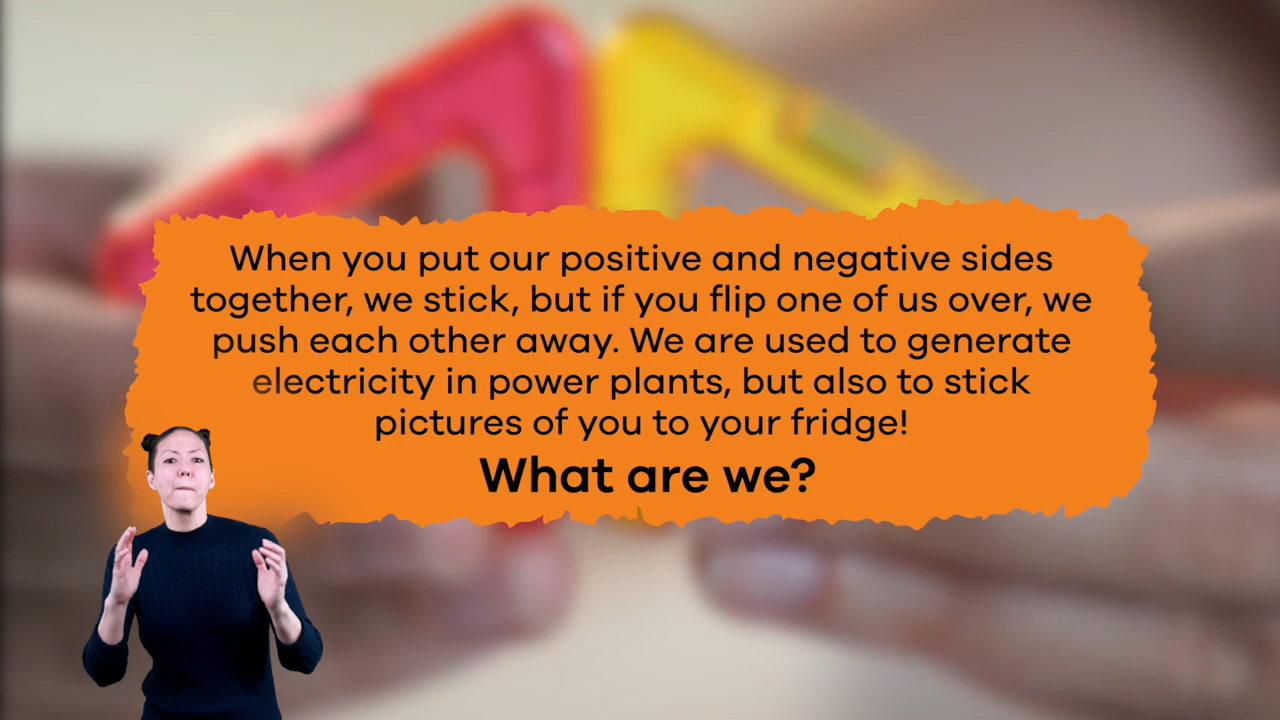 When you put our positive and negative sides
together, we stick, but if you flip one of us over, we
push each other away. We are used to generate
electricity in power plants, but also to stick
pictures of you to your fridge!
What are we?